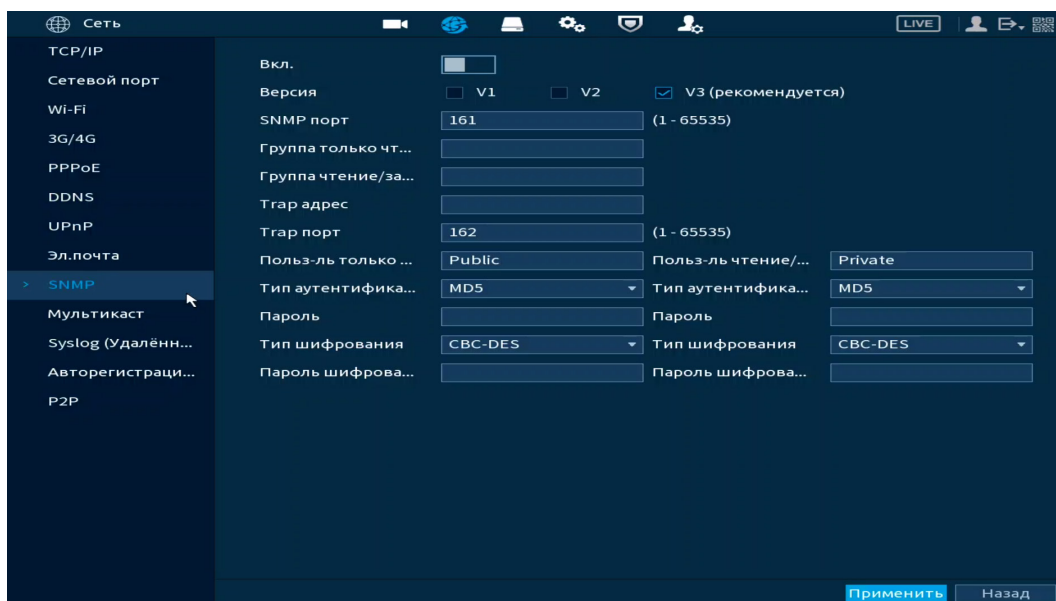 Сеть
LIVE
TCP/IP
Сетевой порт
Wi-Fi
3G/4G
PPPoE
DDNS
UPnP
Эл.почта
> SNMP
Мультикаст
Syslog (Удалённ...
Авторегистраци...
P2P
Вкл.
Версия V1 V2 V3 (рекомендуется)
SNMP порт 161 (1 - 65535)
Группа только чт...
Группа чтение/за...
Trap адрес
Trap порт 162 (1 - 65535)
Польз-ль только ... Public Польз-ль чтение/... Private
Тип аутентифика... MD5 Тип аутентифика... MD5
Пароль Пароль
Тип шифрования CBC-DES Тип шифрования CBC-DES
Пароль шифрова... Пароль шифрова...
Применить Назад